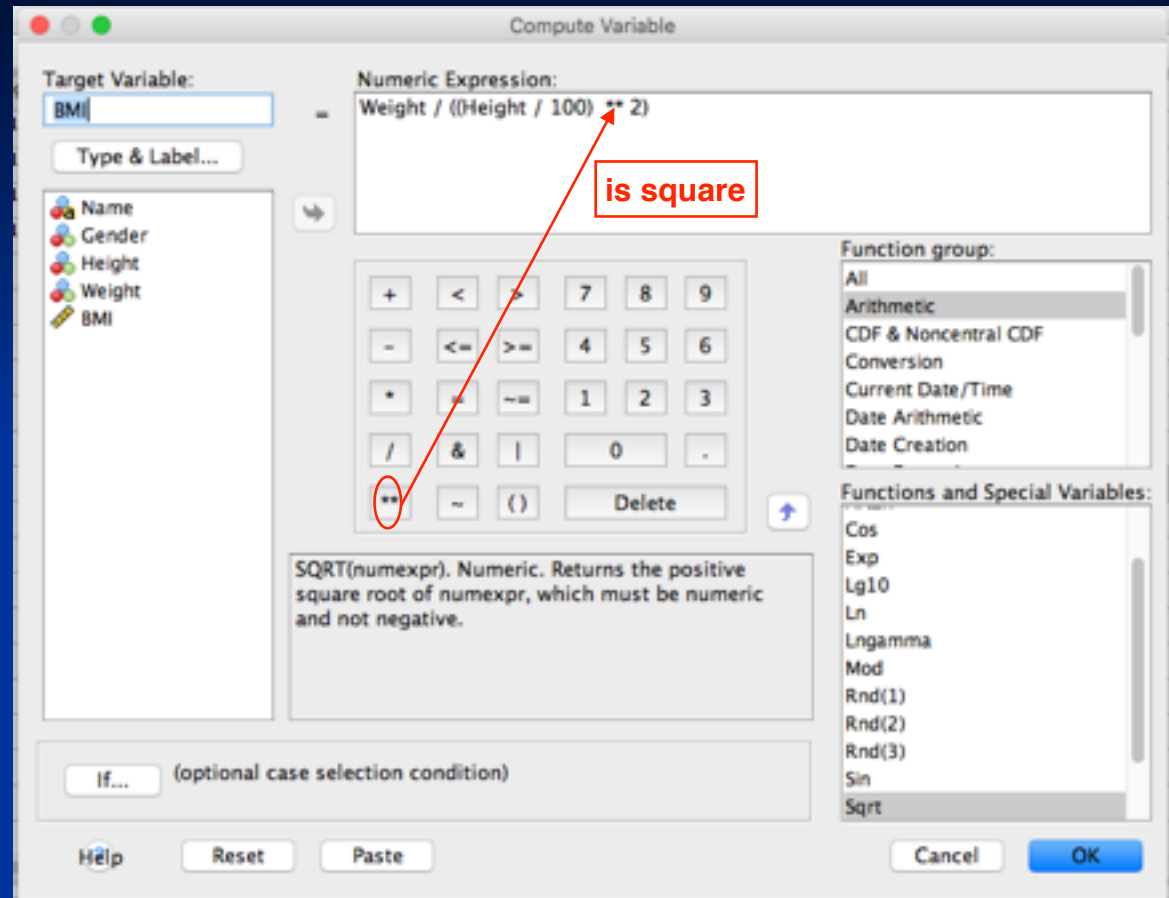 Compute Variable
Target Variable:
BMI
Type & Label...
=
Numeric Expression:
Weight / ((Height / 100) ** 2)
is square
Name
Gender
Height
Weight
BMI
+ < > 7 8 9
- <= >= 4 5 6
* = ~= 1 2 3
/ & | 0 .
** ~ () Delete
Function group:
All
Arithmetic
CDF & Noncentral CDF
Conversion
Current Date/Time
Date Arithmetic
Date Creation
Functions and Special Variables:
Cos
Exp
Lg10
Ln
Lngamma
Mod
Rnd(1)
Rnd(2)
Rnd(3)
Sin
Sqrt
SQRT(numexpr). Numeric. Returns the positive
square root of numexpr, which must be numeric
and not negative.
If... (optional case selection condition)
Help Reset Paste Cancel OK